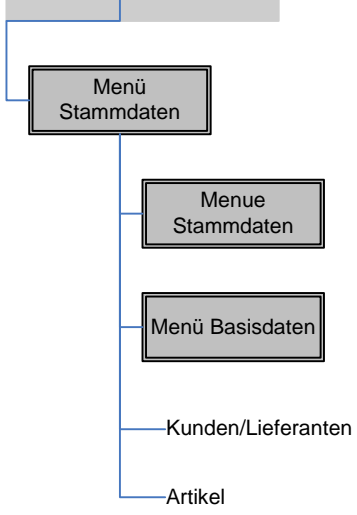 Menü
Stammdaten
Menue
Stammdaten
Menü Basisdaten
Kunden/Lieferanten
Artikel